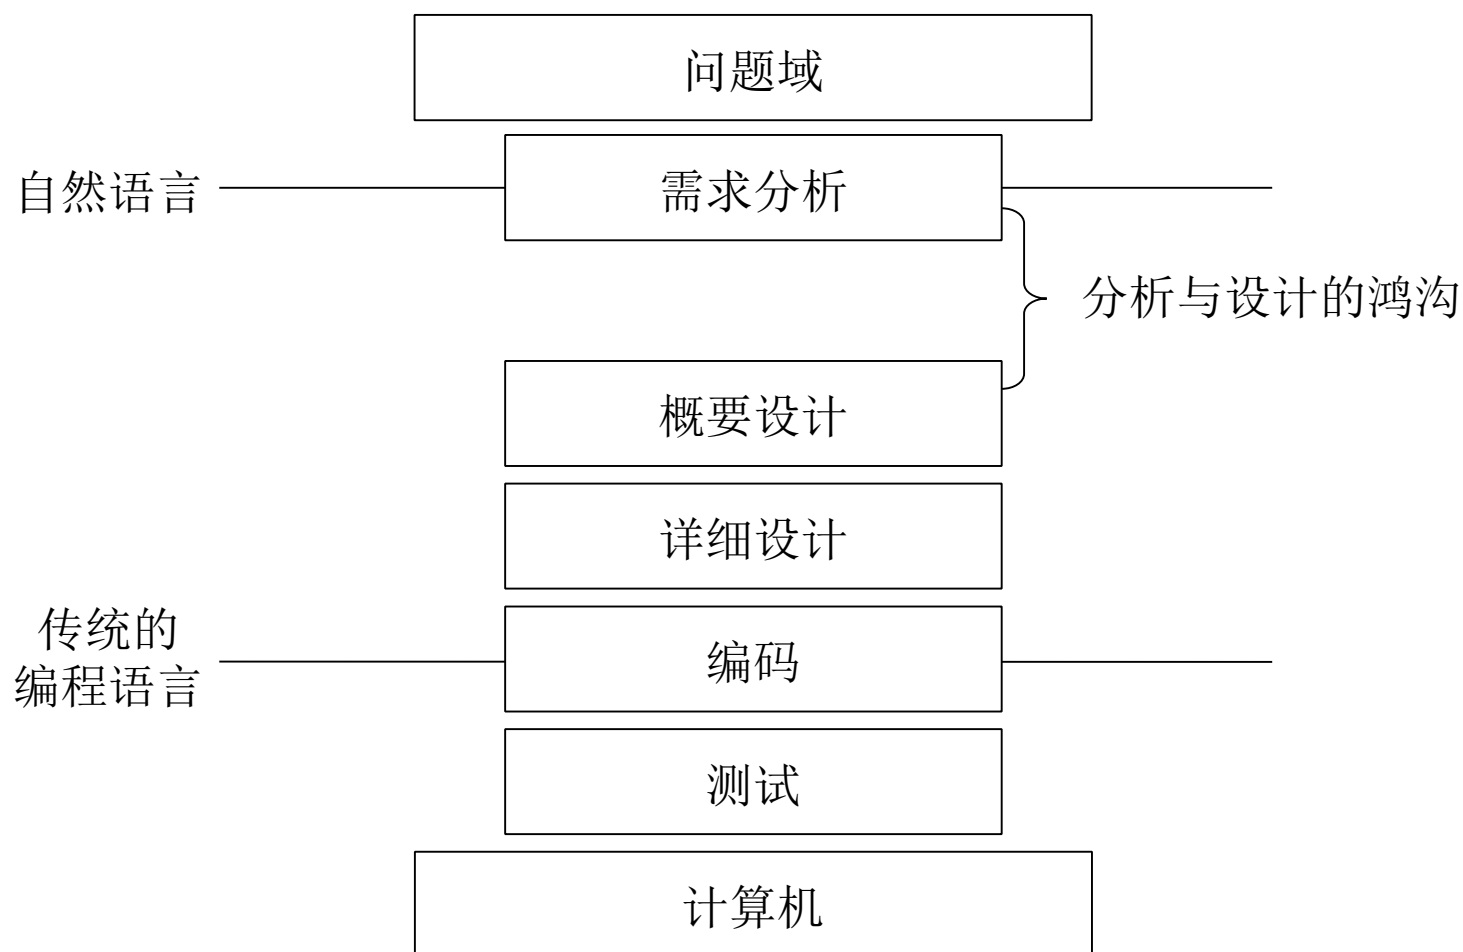 问题域
自然语言
需求分析
分析与设计的鸿沟
概要设计
详细设计
传统的
编程语言
编码
测试
计算机